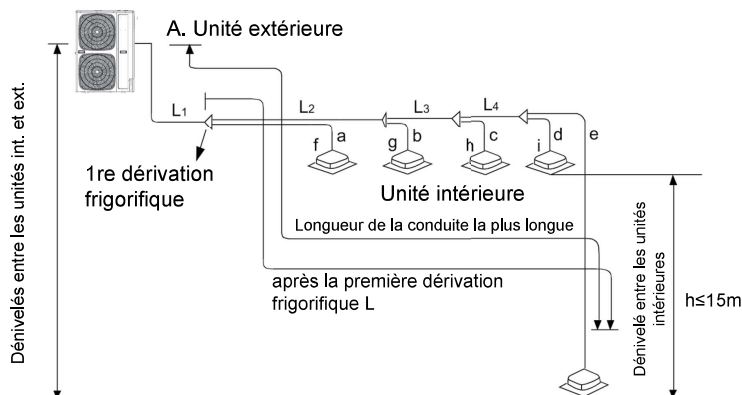 A. Unité extérieure
Dénivelés entre les unités int. et ext.
L1
L2
L3
L4
a
b
c
d
e
f
g
h
i
1re dérivation
frigorifique
Unité intérieure
Longueur de la conduite la plus longue
après la première dérivation
frigorifique L
Dénivelé entre les unités
intérieures
h≤15m